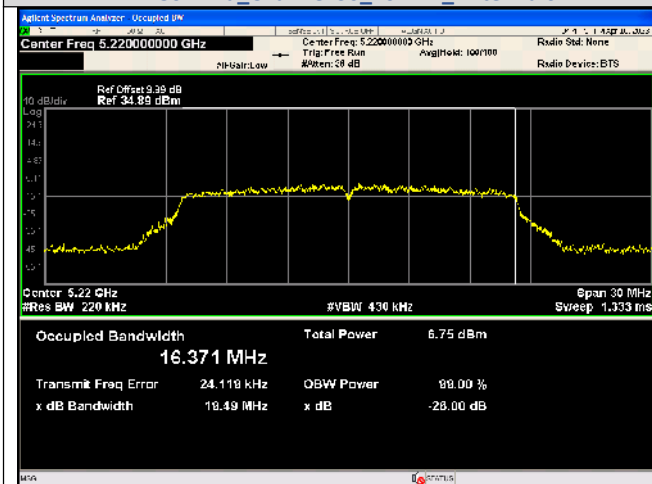 Agilent Spectrum Analyzer - Occupied BW
Center Freq 5.220000000 GHz
Center Freq: 5.220000000 GHz
Trig: Free Run
Avg|Hold: 100/100
#IFGain:Low
#Atten: 36 dB
Radio Std: None
Radio Device: BTS
Ref Offset 9.39 dB
Ref 34.89 dBm
10 dB/div
Log
Center 5.22 GHz
Span 30 MHz
#Res BW 220 kHz
#VBW 430 kHz
Sweep 1.333 ms
Occupied Bandwidth
16.371 MHz
Total Power
6.75 dBm
Transmit Freq Error
24.119 kHz
OBW Power
99.00 %
x dB Bandwidth
x dB
-26.00 dB
MSG
STATUS